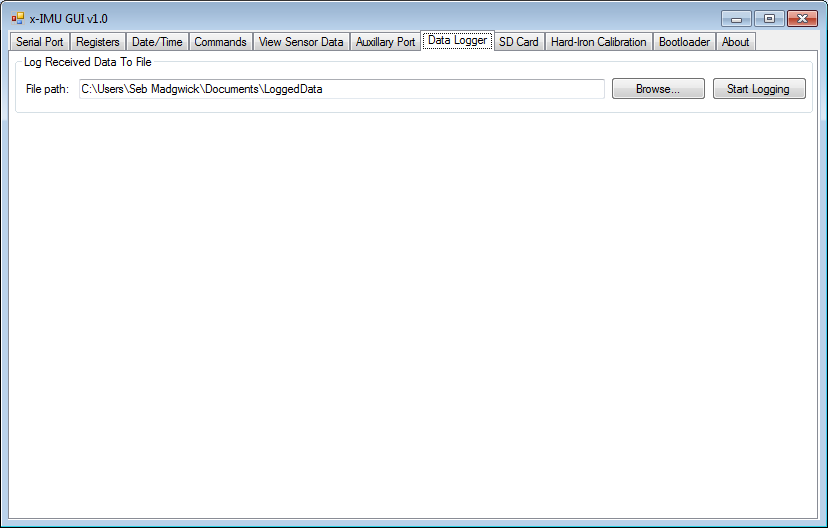 x-IMU GUI v1.0
Serial Port Registers Date/Time Commands View Sensor Data Auxillary Port Data Logger SD Card Hard-Iron Calibration Bootloader About
Log Received Data To File
File path: C:\Users\Seb Madgwick\Documents\LoggedData Browse... Start Logging